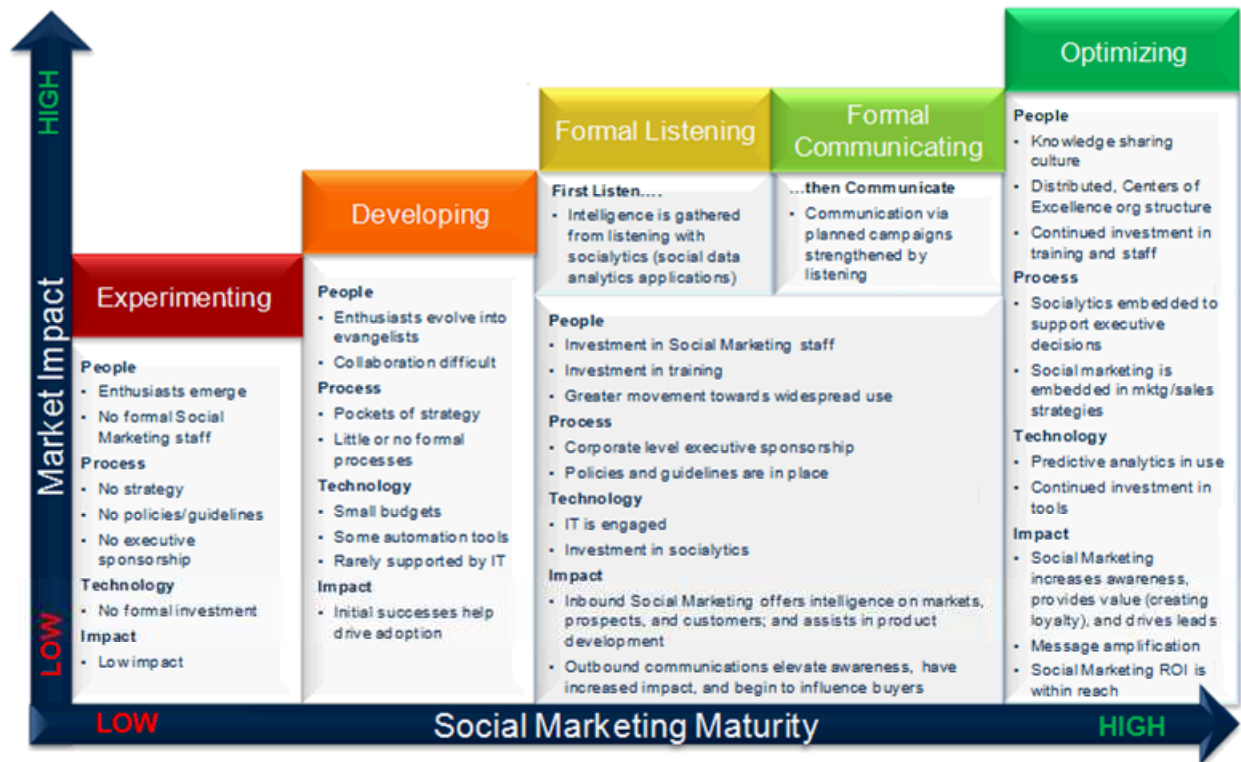 HIGH
Market Impact
LOW
Experimenting
People
• Enthusiasts emerge
• No formal Social
Marketing staff
Process
• No strategy
• No policies/guidelines
• No executive
sponsorship
Technology
• No formal investment
Impact
• Low impact
Developing
People
• Enthusiasts evolve into
evangelists
• Collaboration difficult
Process
• Pockets of strategy
• Little or no formal
processes
Technology
• Small budgets
• Some automation tools
• Rarely supported by IT
Impact
• Initial successes help
drive adoption
Formal Listening
First Listen....
• Intelligence is gathered
from listening with
socialytics (social data
analytics applications)
Formal
Communicating
...then Communicate
• Communication via
planned campaigns
strengthened by
listening
People
• Investment in Social Marketing staff
• Investment in training
• Greater movement towards widespread use
Process
• Corporate level executive sponsorship
• Policies and guidelines are in place
Technology
• IT is engaged
• Investment in socialytics
Impact
• Inbound Social Marketing offers intelligence on markets,
prospects, and customers; and assists in product
development
• Outbound communications elevate awareness, have
increased impact, and begin to influence buyers
Optimizing
People
• Knowledge sharing
culture
• Distributed, Centers of
Excellence org structure
• Continued investment in
training and staff
Process
• Socialytics embedded to
support executive
decisions
• Social marketing is
embedded in mktg/sales
strategies
Technology
• Predictive analytics in use
• Continued investment in
tools
Impact
• Social Marketing
increases awareness,
provides value (creating
loyalty), and drives leads
• Message amplification
• Social Marketing ROI is
within reach
LOW
Social Marketing Maturity
HIGH